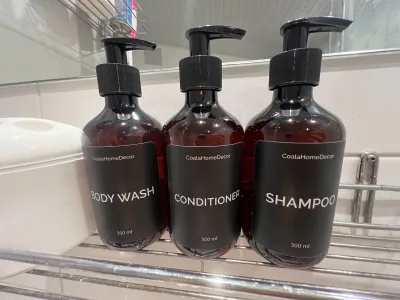 CoalaHomeDecor
BODY WASH
300 ml
CoalaHomeDecor
CONDITIONER
300 ml
CoalaHomeDecor
SHAMPOO
300 ml